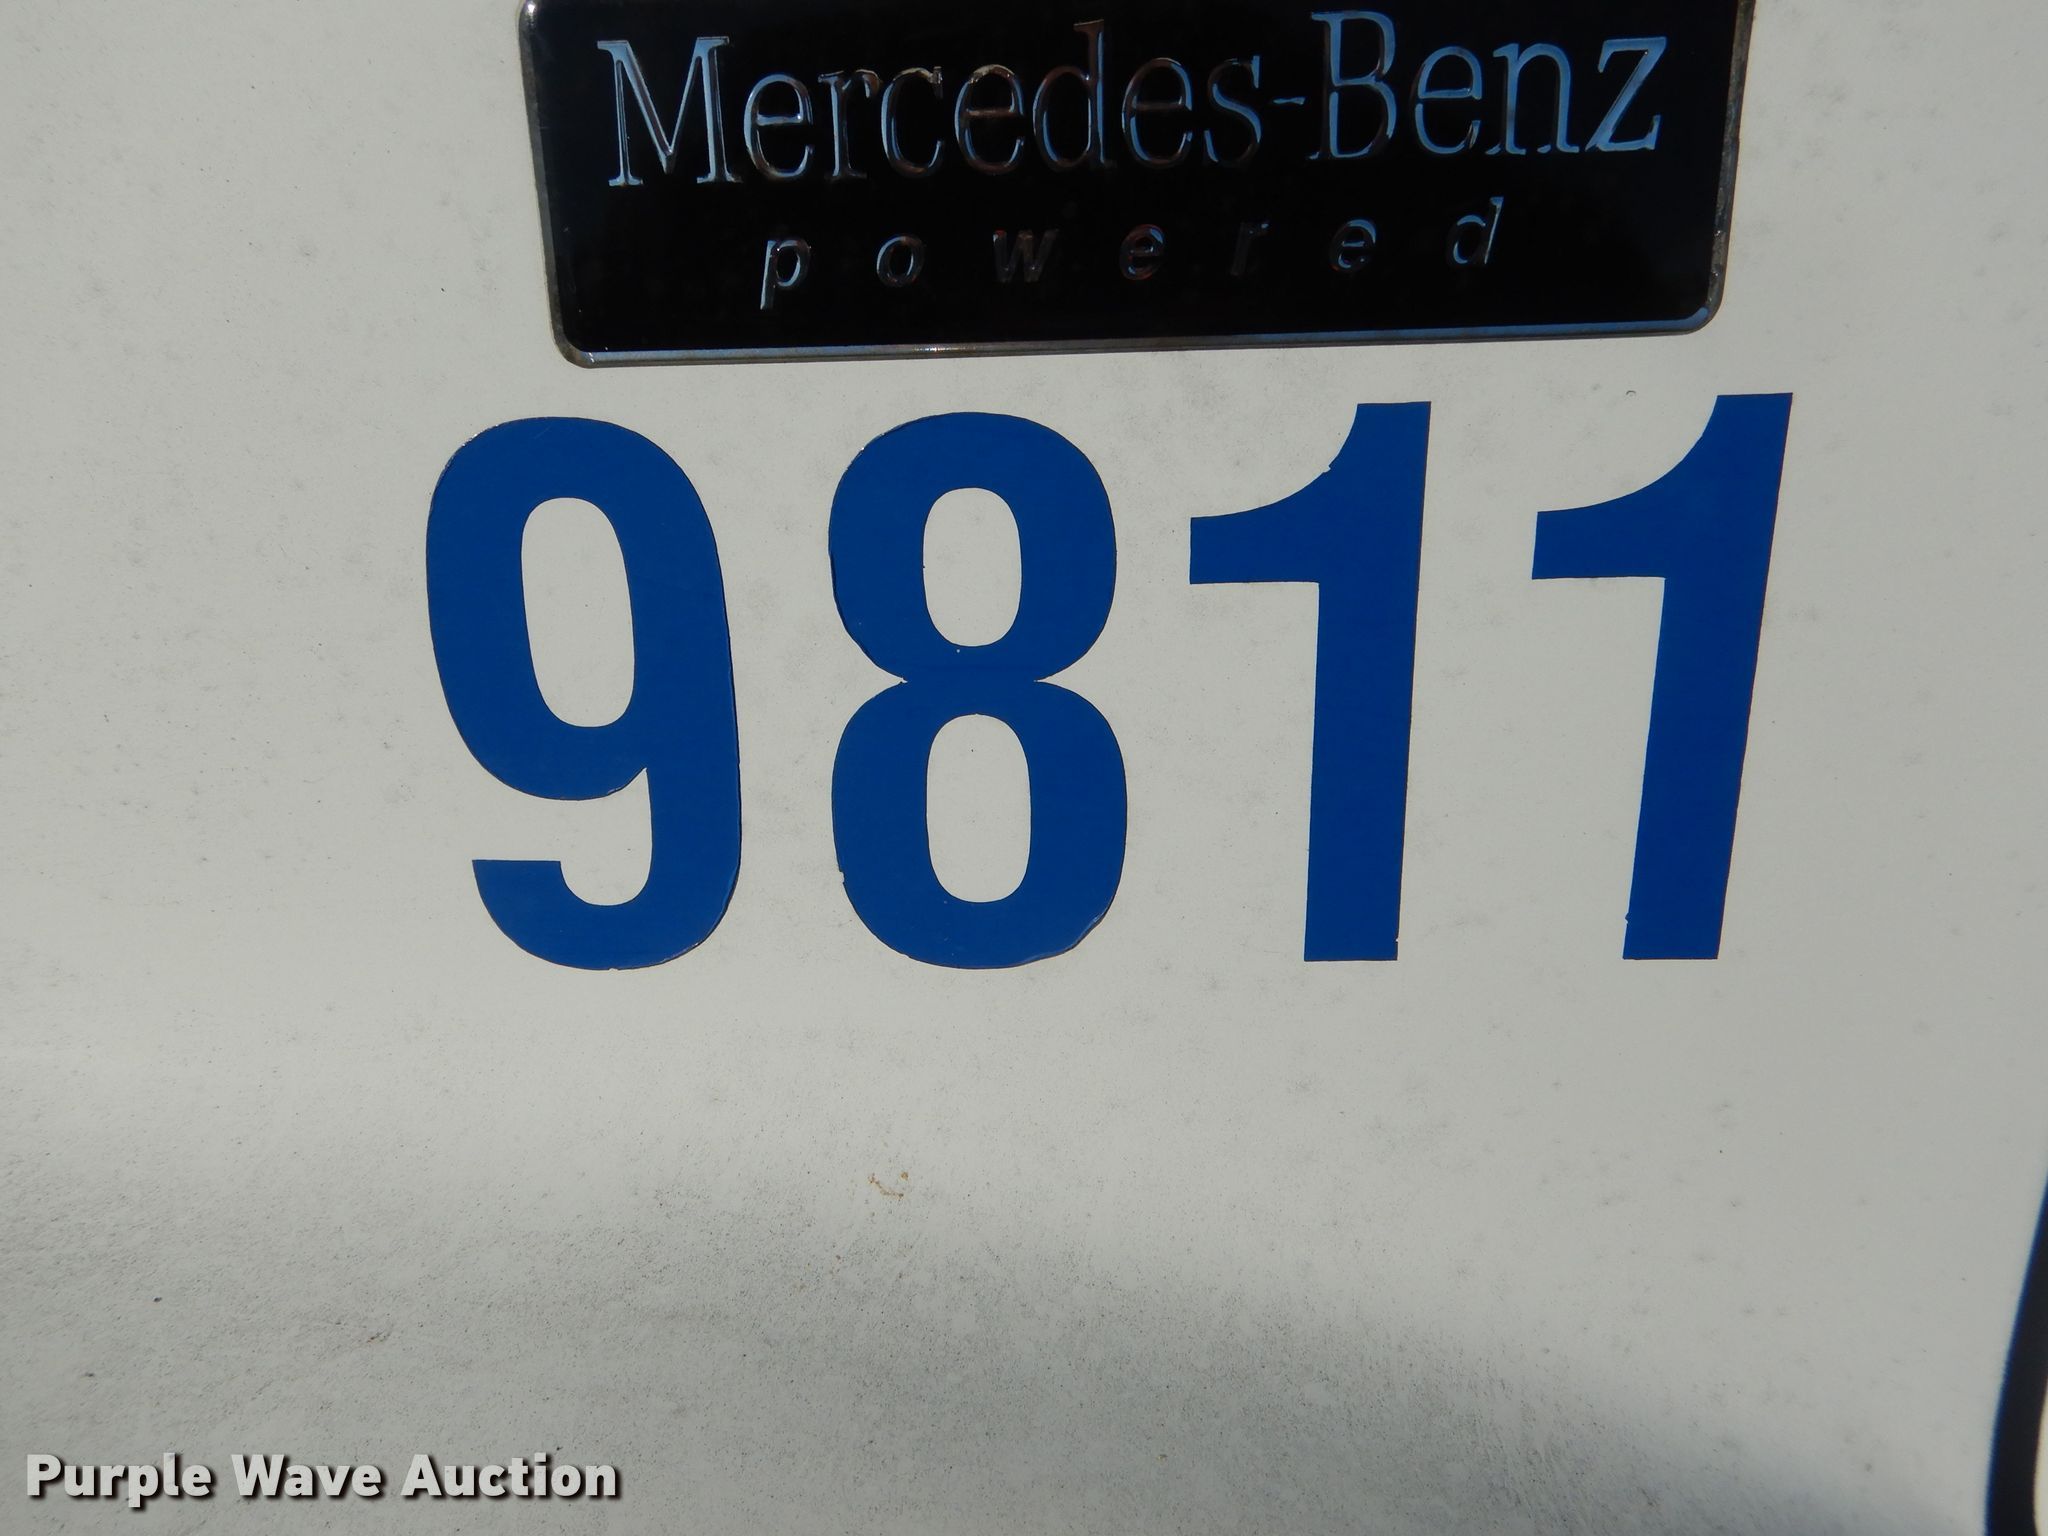 Mercedes-Benz
powered
9811
Purple Wave Auction